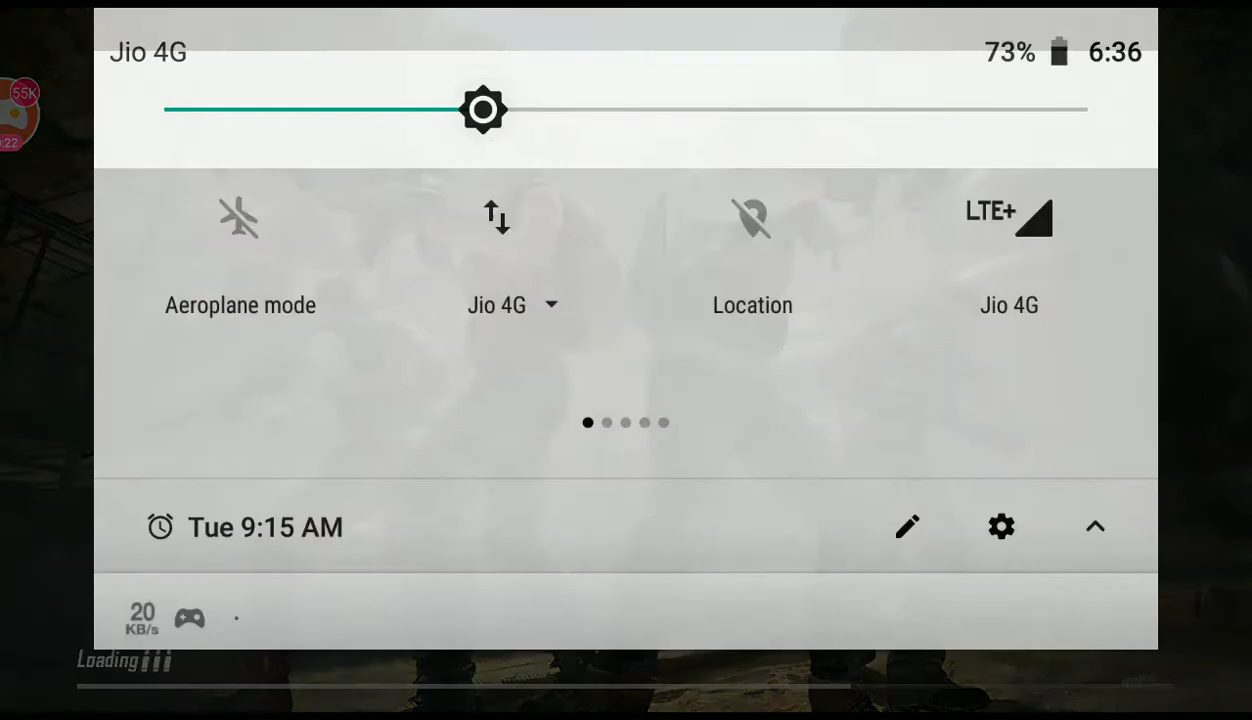 Jio 4G
73% 6:36
55K
:22
LTE+
Aeroplane mode
Jio 4G
Location
Jio 4G
Tue 9:15 AM
20
KB/s
Loading